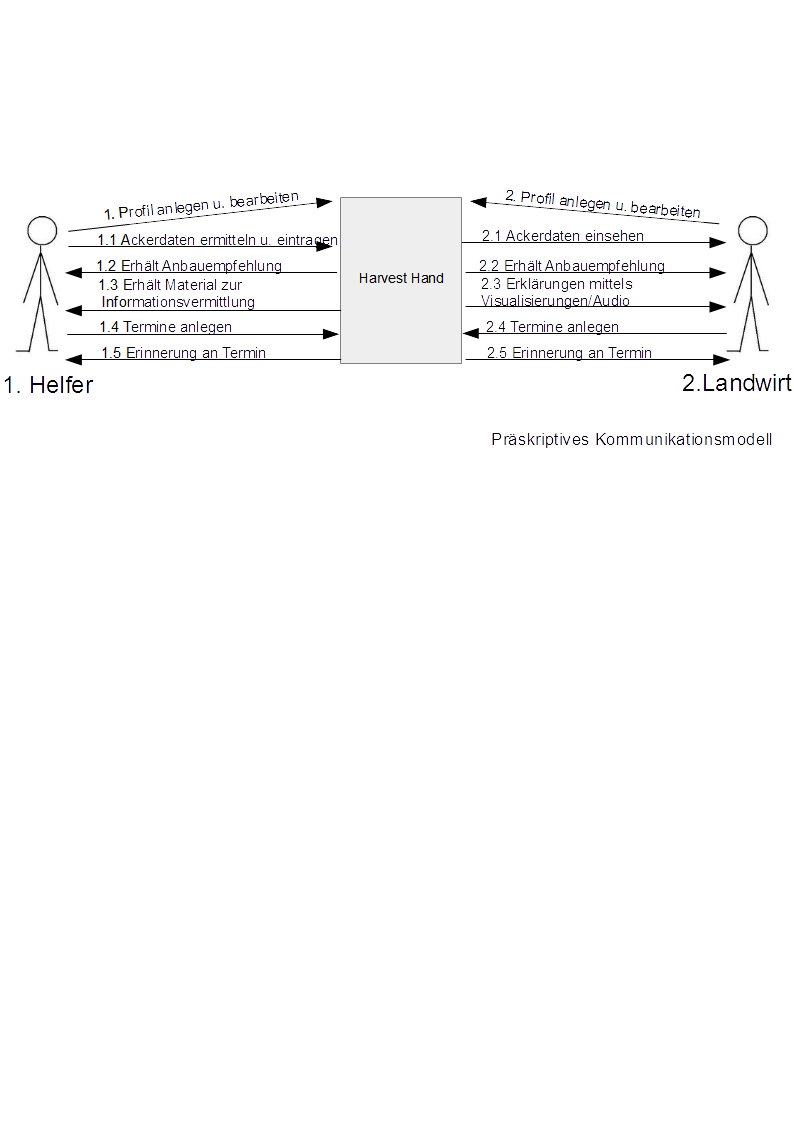 1. Profil anlegen u. bearbeiten
1.1 Ackerdaten ermitteln u. eintragen
1.2 Erhält Anbauempfehlung
1.3 Erhält Material zur
Informationsvermittlung
1.4 Termine anlegen
1.5 Erinnerung an Termin
1. Helfer
Harvest Hand
2. Profil anlegen u. bearbeiten
2.1 Ackerdaten einsehen
2.2 Erhält Anbauempfehlung
2.3 Erklärungen mittels
Visualisierungen/Audio
2.4 Termine anlegen
2.5 Erinnerung an Termin
2.Landwirt
Präskriptives Kommunikationsmodell